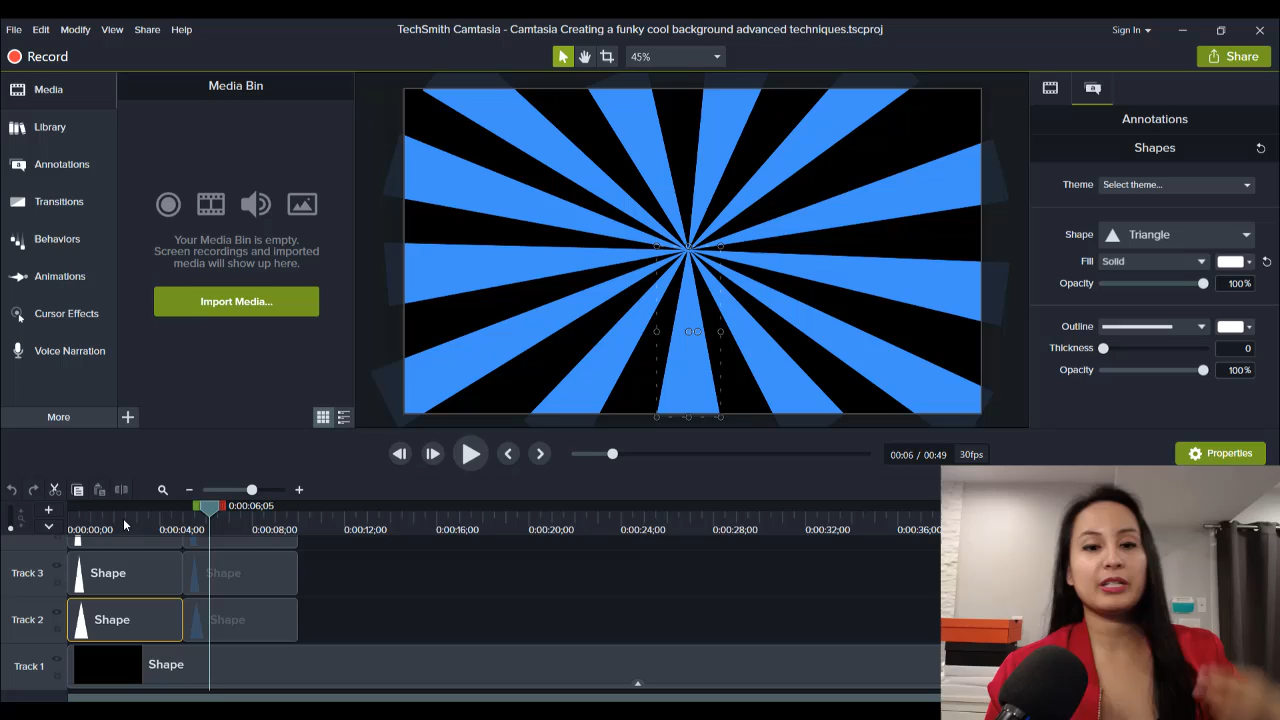 TechSmith Camtasia - Camtasia Creating a funky cool background advanced techniques.tscproj
File Edit Modify View Share Help
Sign In
Record
45%
Share
Media
Library
Annotations
Transitions
Behaviors
Animations
Cursor Effects
Voice Narration
More
Media Bin
Your Media Bin is empty.
Screen recordings and imported
media will show up here.
Import Media...
Annotations
Shapes
Theme Select theme...
Shape Triangle
Fill Solid
Opacity 100%
Outline
Thickness 0
Opacity 100%
00:06 / 00:49 30fps
Properties
0:00:06;05
0:00:00;00 0:00:04;00 0:00:08;00 0:00:12;00 0:00:16;00 0:00:20;00 0:00:24;00 0:00:28;00 0:00:32;00 0:00:36;00
Track 3 Shape Shape
Track 2 Shape Shape
Track 1 Shape